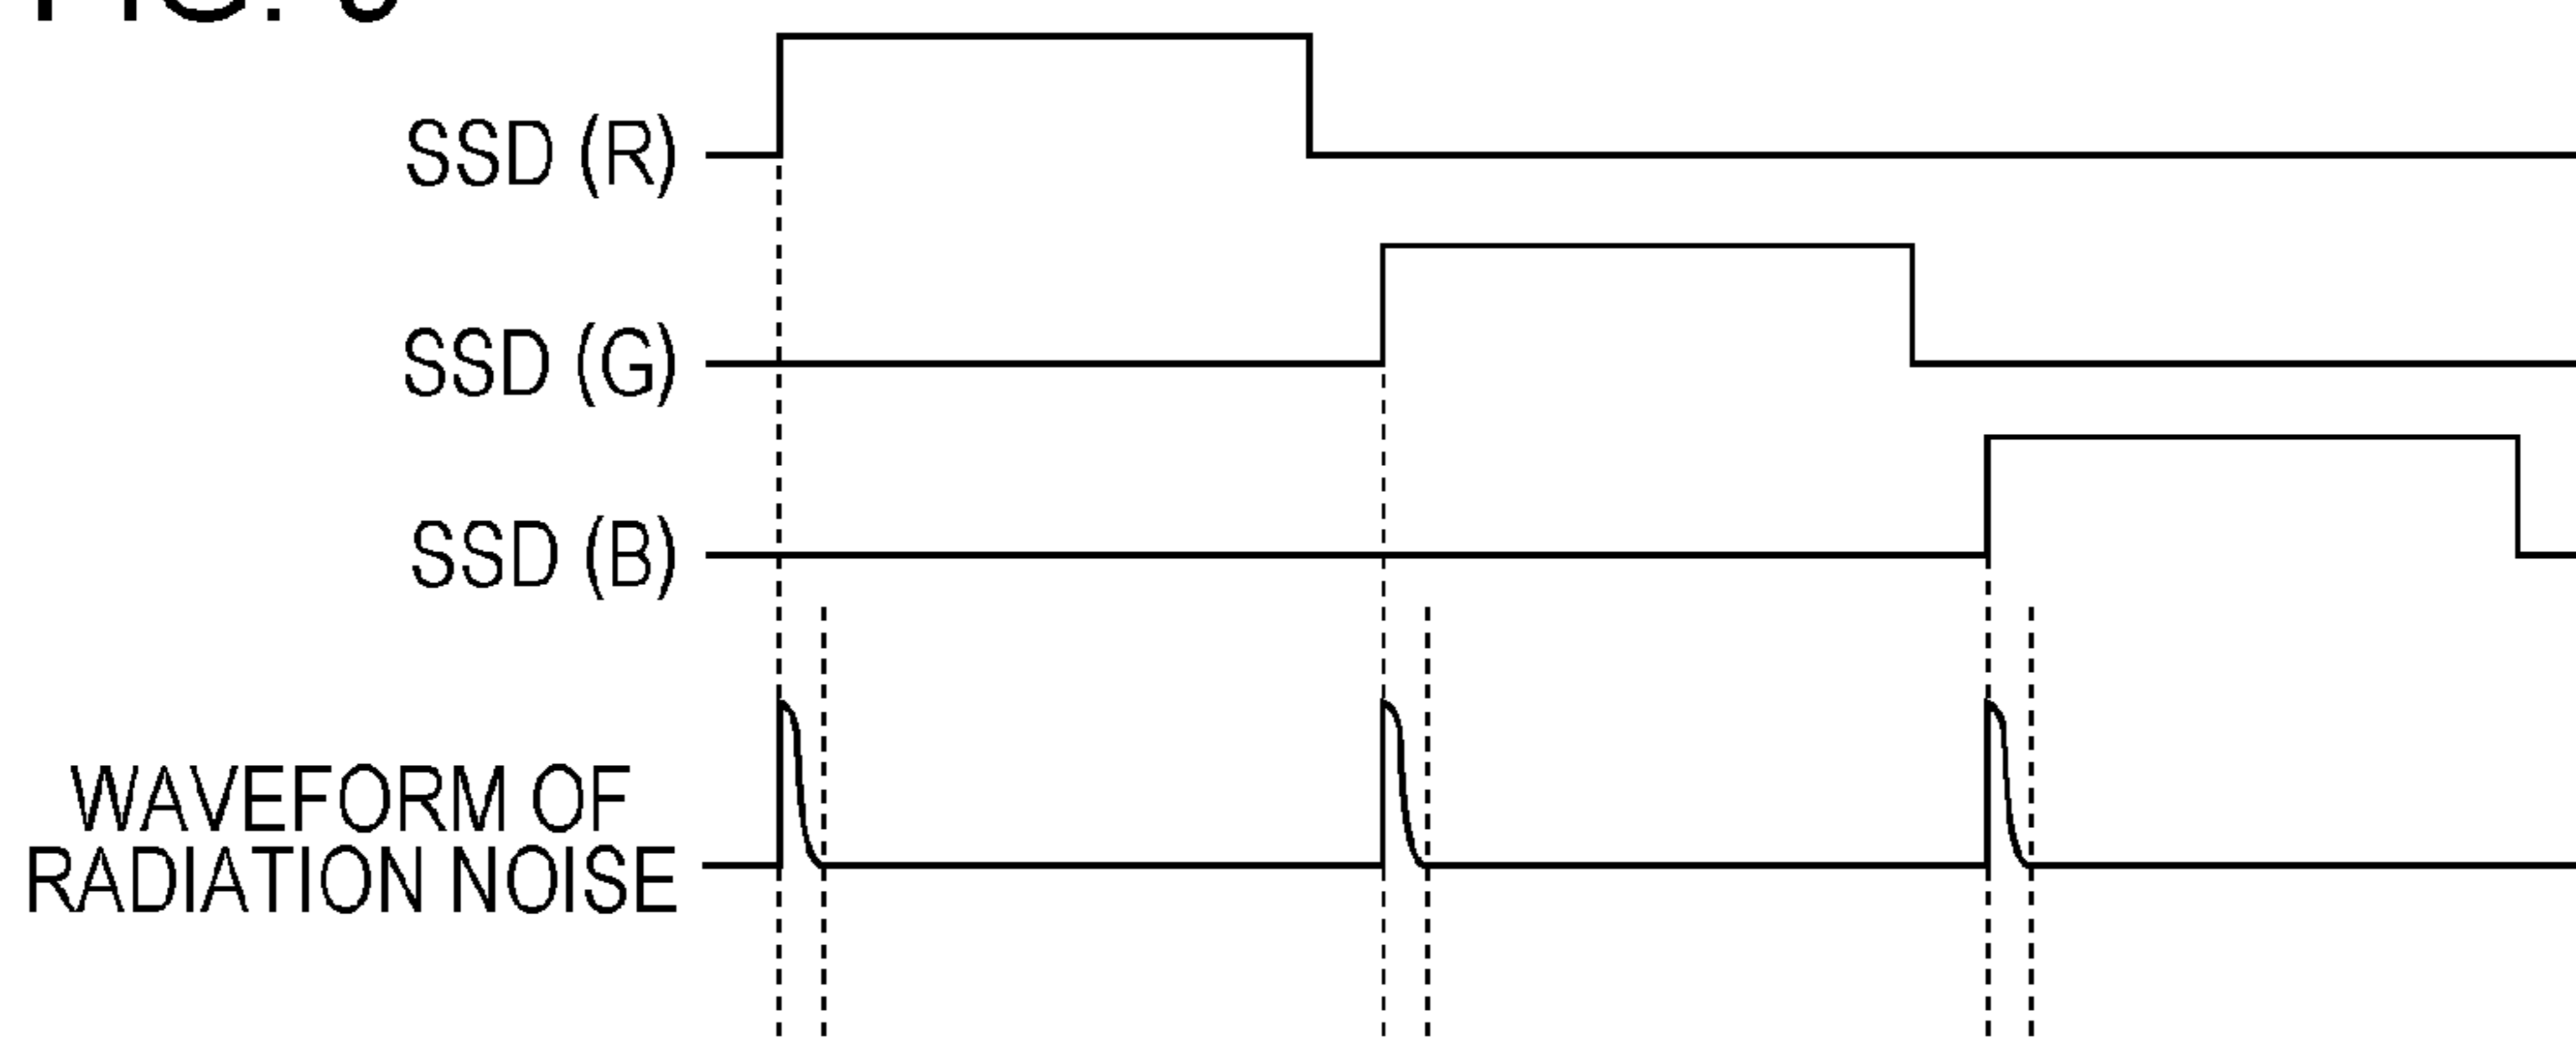 SSD (R)
SSD (G)
SSD (B)
WAVEFORM OF
RADIATION NOISE